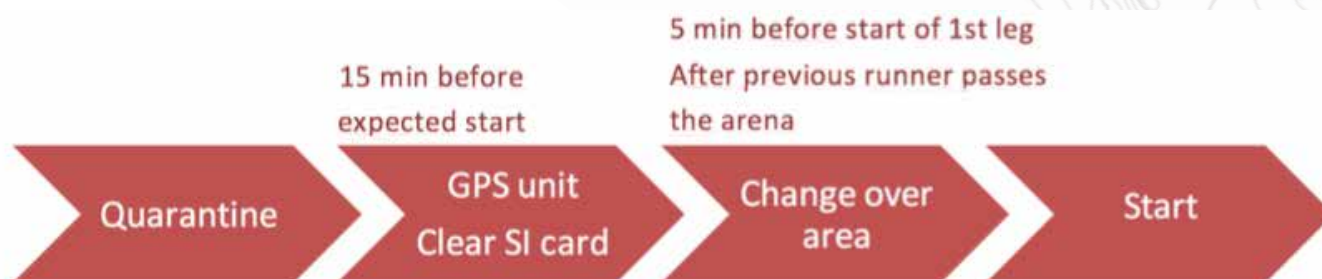 5 min before start of 1st leg
After previous runner passes
the arena
15 min before
expected start
Quarantine
GPS unit
Clear SI card
Change over
area
Start